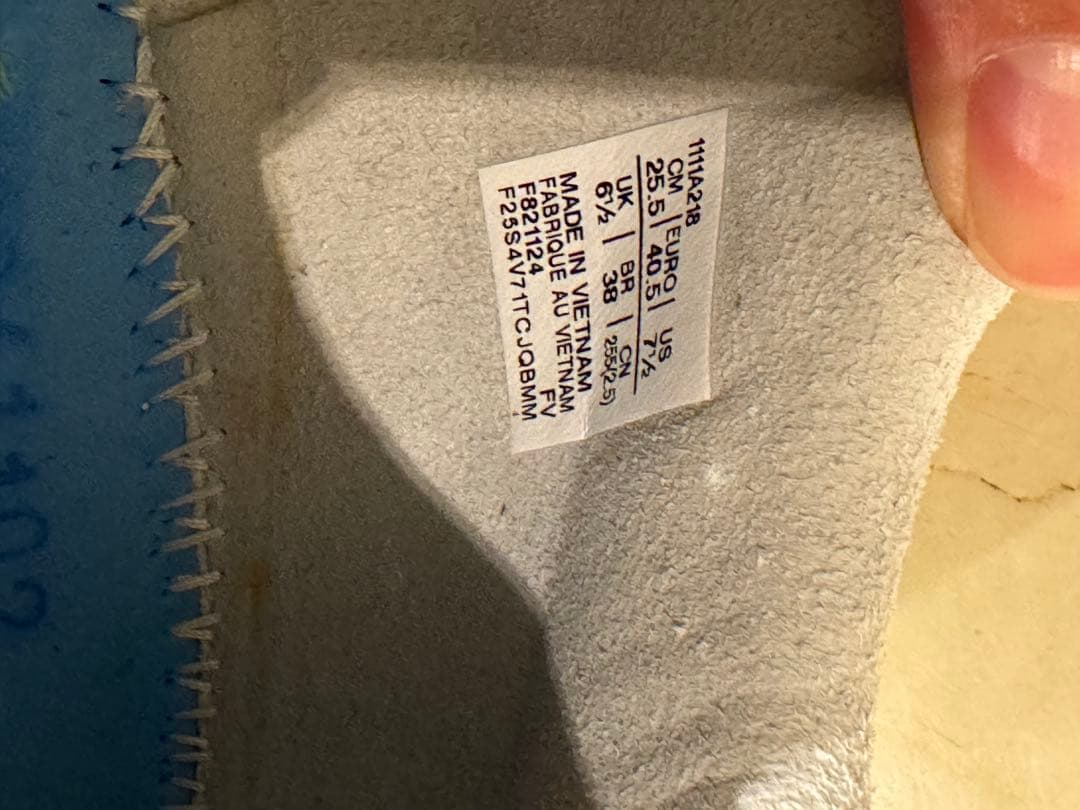 1111A218
CM | EURO | US
25.5 | 40.5 | 7½
UK | BR | CN
6½ | 38 | 255(2.5)
MADE IN VIETNAM
FABRIQUE AU VIETNAM
F821124 FV
F25S4V71TCJQBMM